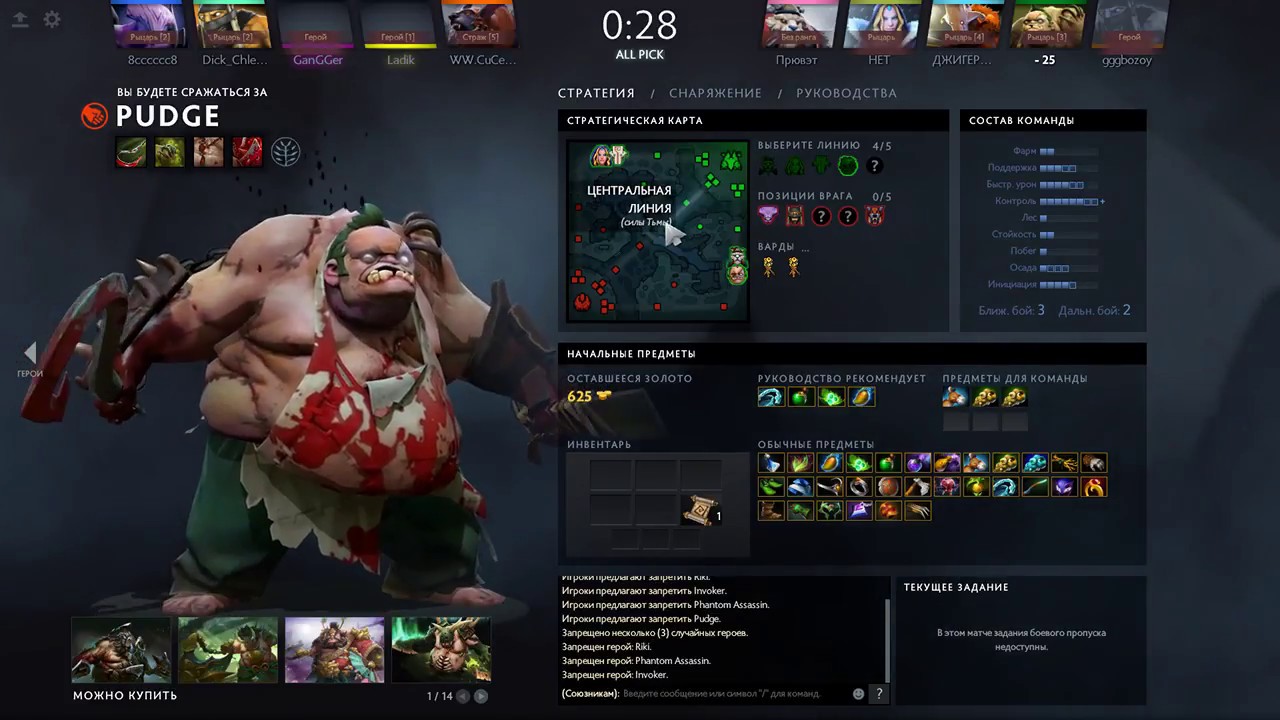 0:28
ALL PICK
Рыцарь [2]
Рыцарь [2]
Герой
Герой [1]
Страж [5]
Без ранга
Рыцарь
Рыцарь [4]
Рыцарь [3]
Герой
8cccccc8
Dick_Chle...
GanGGer
Ladik
WW.CuCe...
Прювэт
НЕТ
ДЖИГЕР...
- 25
gggbozoy
ВЫ БУДЕТЕ СРАЖАТЬСЯ ЗА
PUDGE
ГЕРОИ
МОЖНО КУПИТЬ
1 / 14
СТРАТЕГИЯ / СНАРЯЖЕНИЕ / РУКОВОДСТВА
СТРАТЕГИЧЕСКАЯ КАРТА
ЦЕНТРАЛЬНАЯ
ЛИНИЯ
(силы Тьмы)
ВЫБЕРИТЕ ЛИНИЮ 4/5
?
ПОЗИЦИИ ВРАГА 0/5
? ?
ВАРДЫ ...
СОСТАВ КОМАНДЫ
Фарм
Поддержка
Быстр. урон
Контроль +
Лес
Стойкость
Побег
Осада
Инициация
Ближ. бой: 3 Дальн. бой: 2
НАЧАЛЬНЫЕ ПРЕДМЕТЫ
ОСТАВШЕЕСЯ ЗОЛОТО
625
РУКОВОДСТВО РЕКОМЕНДУЕТ
ПРЕДМЕТЫ ДЛЯ КОМАНДЫ
ИНВЕНТАРЬ
1
ОБЫЧНЫЕ ПРЕДМЕТЫ
Игроки предлагают запретить Riki.
Игроки предлагают запретить Invoker.
Игроки предлагают запретить Phantom Assassin.
Игроки предлагают запретить Pudge.
Запрещено несколько (3) случайных героев.
Запрещен герой: Riki.
Запрещен герой: Phantom Assassin.
Запрещен герой: Invoker.
(Союзникам): Введите сообщение или символ "/" для команд.
?
ТЕКУЩЕЕ ЗАДАНИЕ
В этом матче задания боевого пропуска
недоступны.